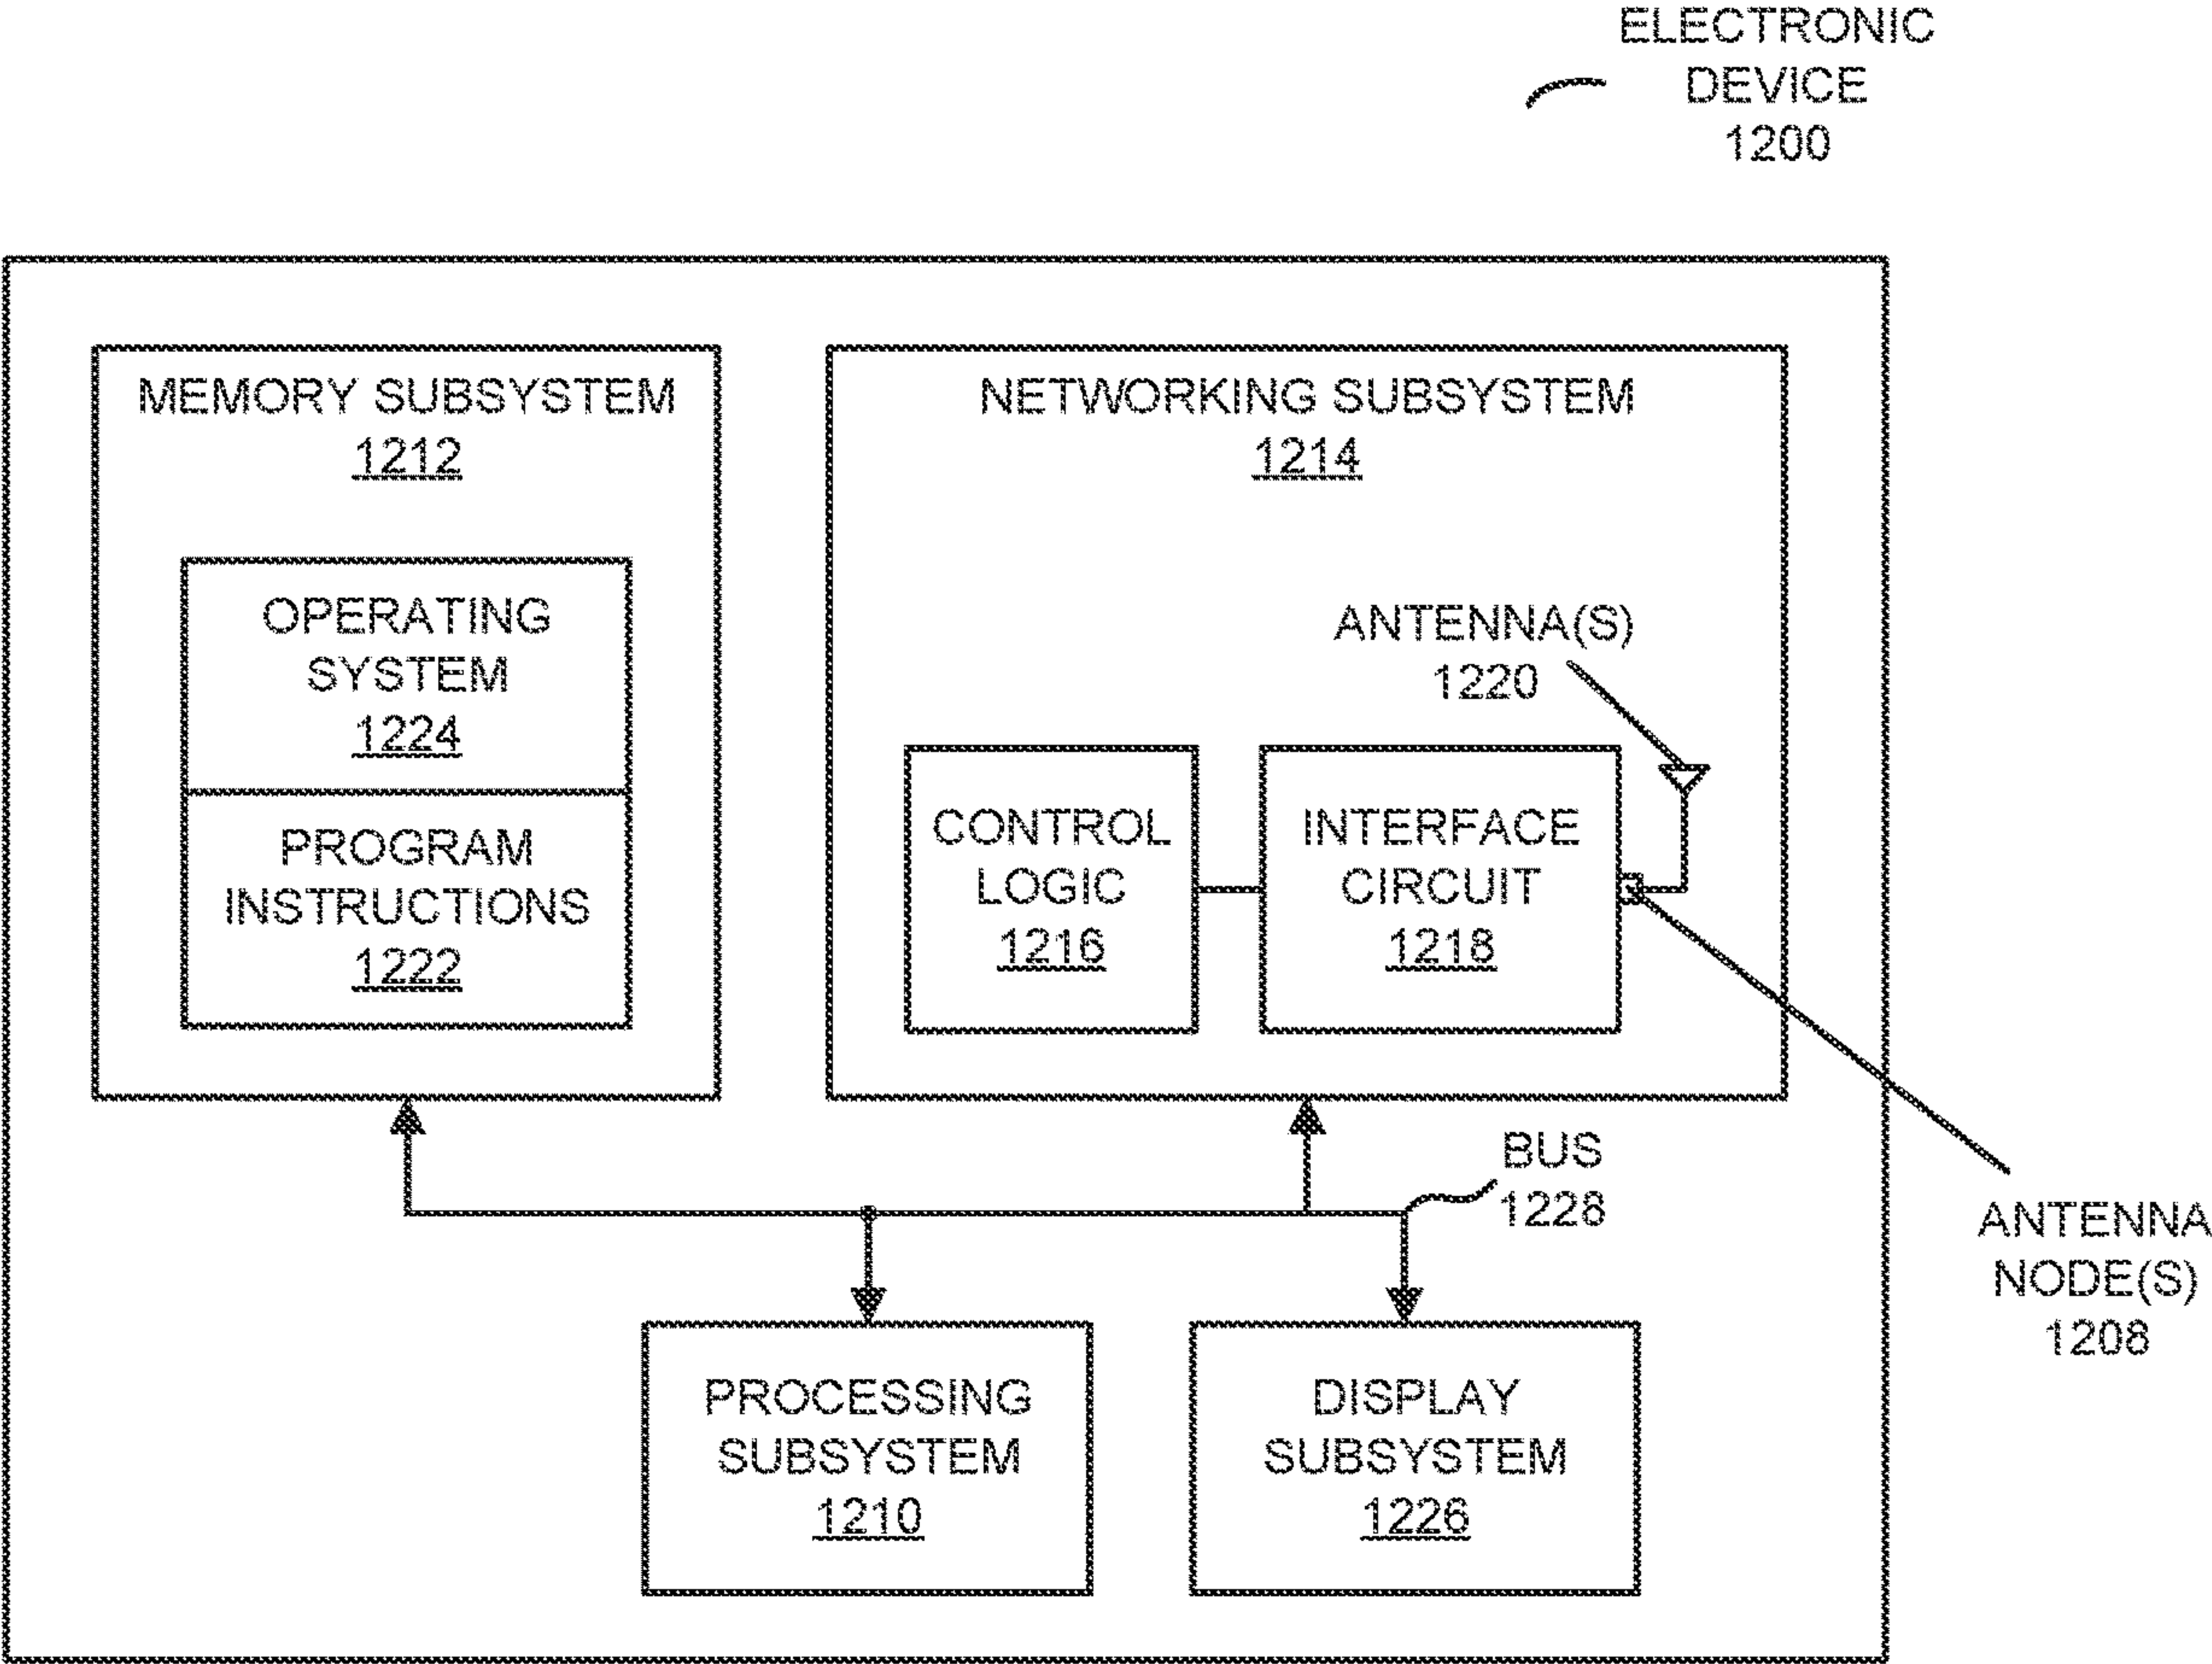 ELECTRONIC
DEVICE
1200
MEMORY SUBSYSTEM
1212
OPERATING
SYSTEM
1224
PROGRAM
INSTRUCTIONS
1222
NETWORKING SUBSYSTEM
1214
ANTENNA(S)
1220
CONTROL
LOGIC
1216
INTERFACE
CIRCUIT
1218
BUS
1228
ANTENNA
NODE(S)
1208
PROCESSING
SUBSYSTEM
1210
DISPLAY
SUBSYSTEM
1226